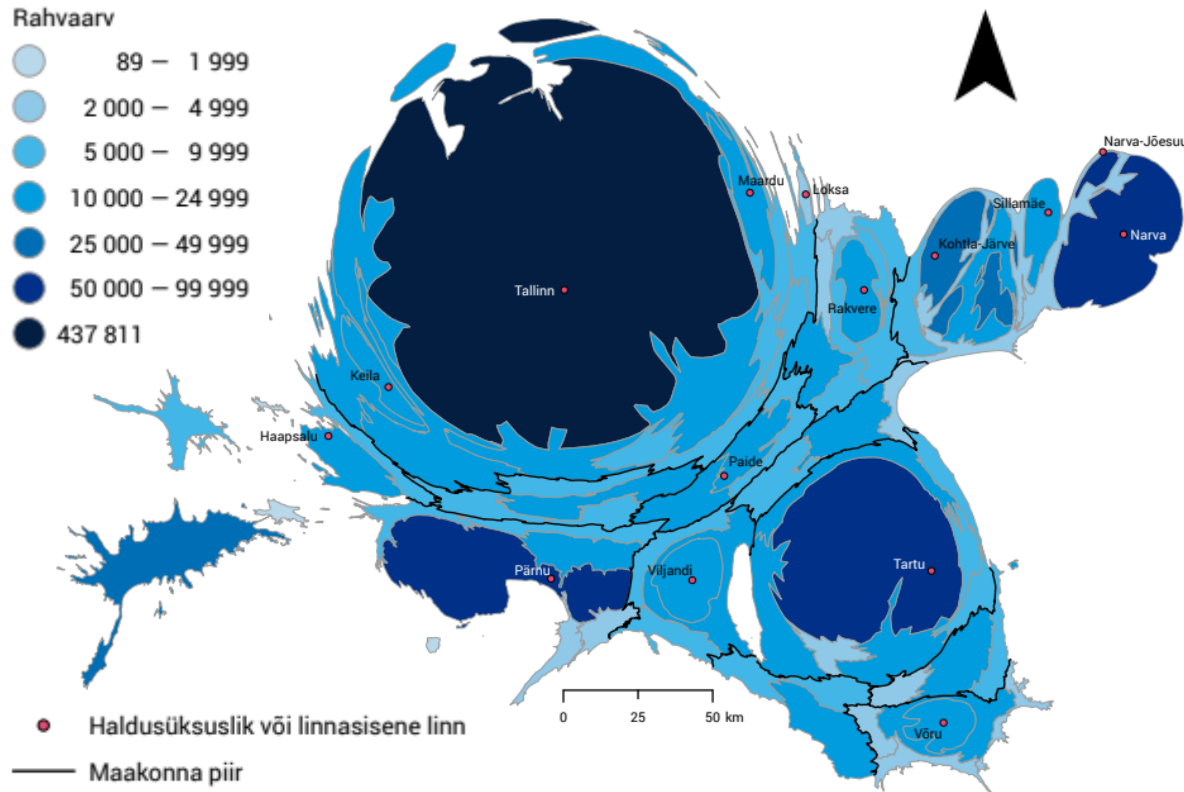 Rahvaarv
89 – 1 999
2 000 – 4 999
5 000 – 9 999
10 000 – 24 999
25 000 – 49 999
50 000 – 99 999
437 811
Narva-Jõesuu
Maardu
Loksa
Sillamäe
Kohtla-Järve
Narva
Tallinn
Rakvere
Keila
Haapsalu
Paide
Pärnu
Viljandi
Tartu
0 25 50 km
Võru
Haldusüksuslik või linnasisene linn
Maakonna piir